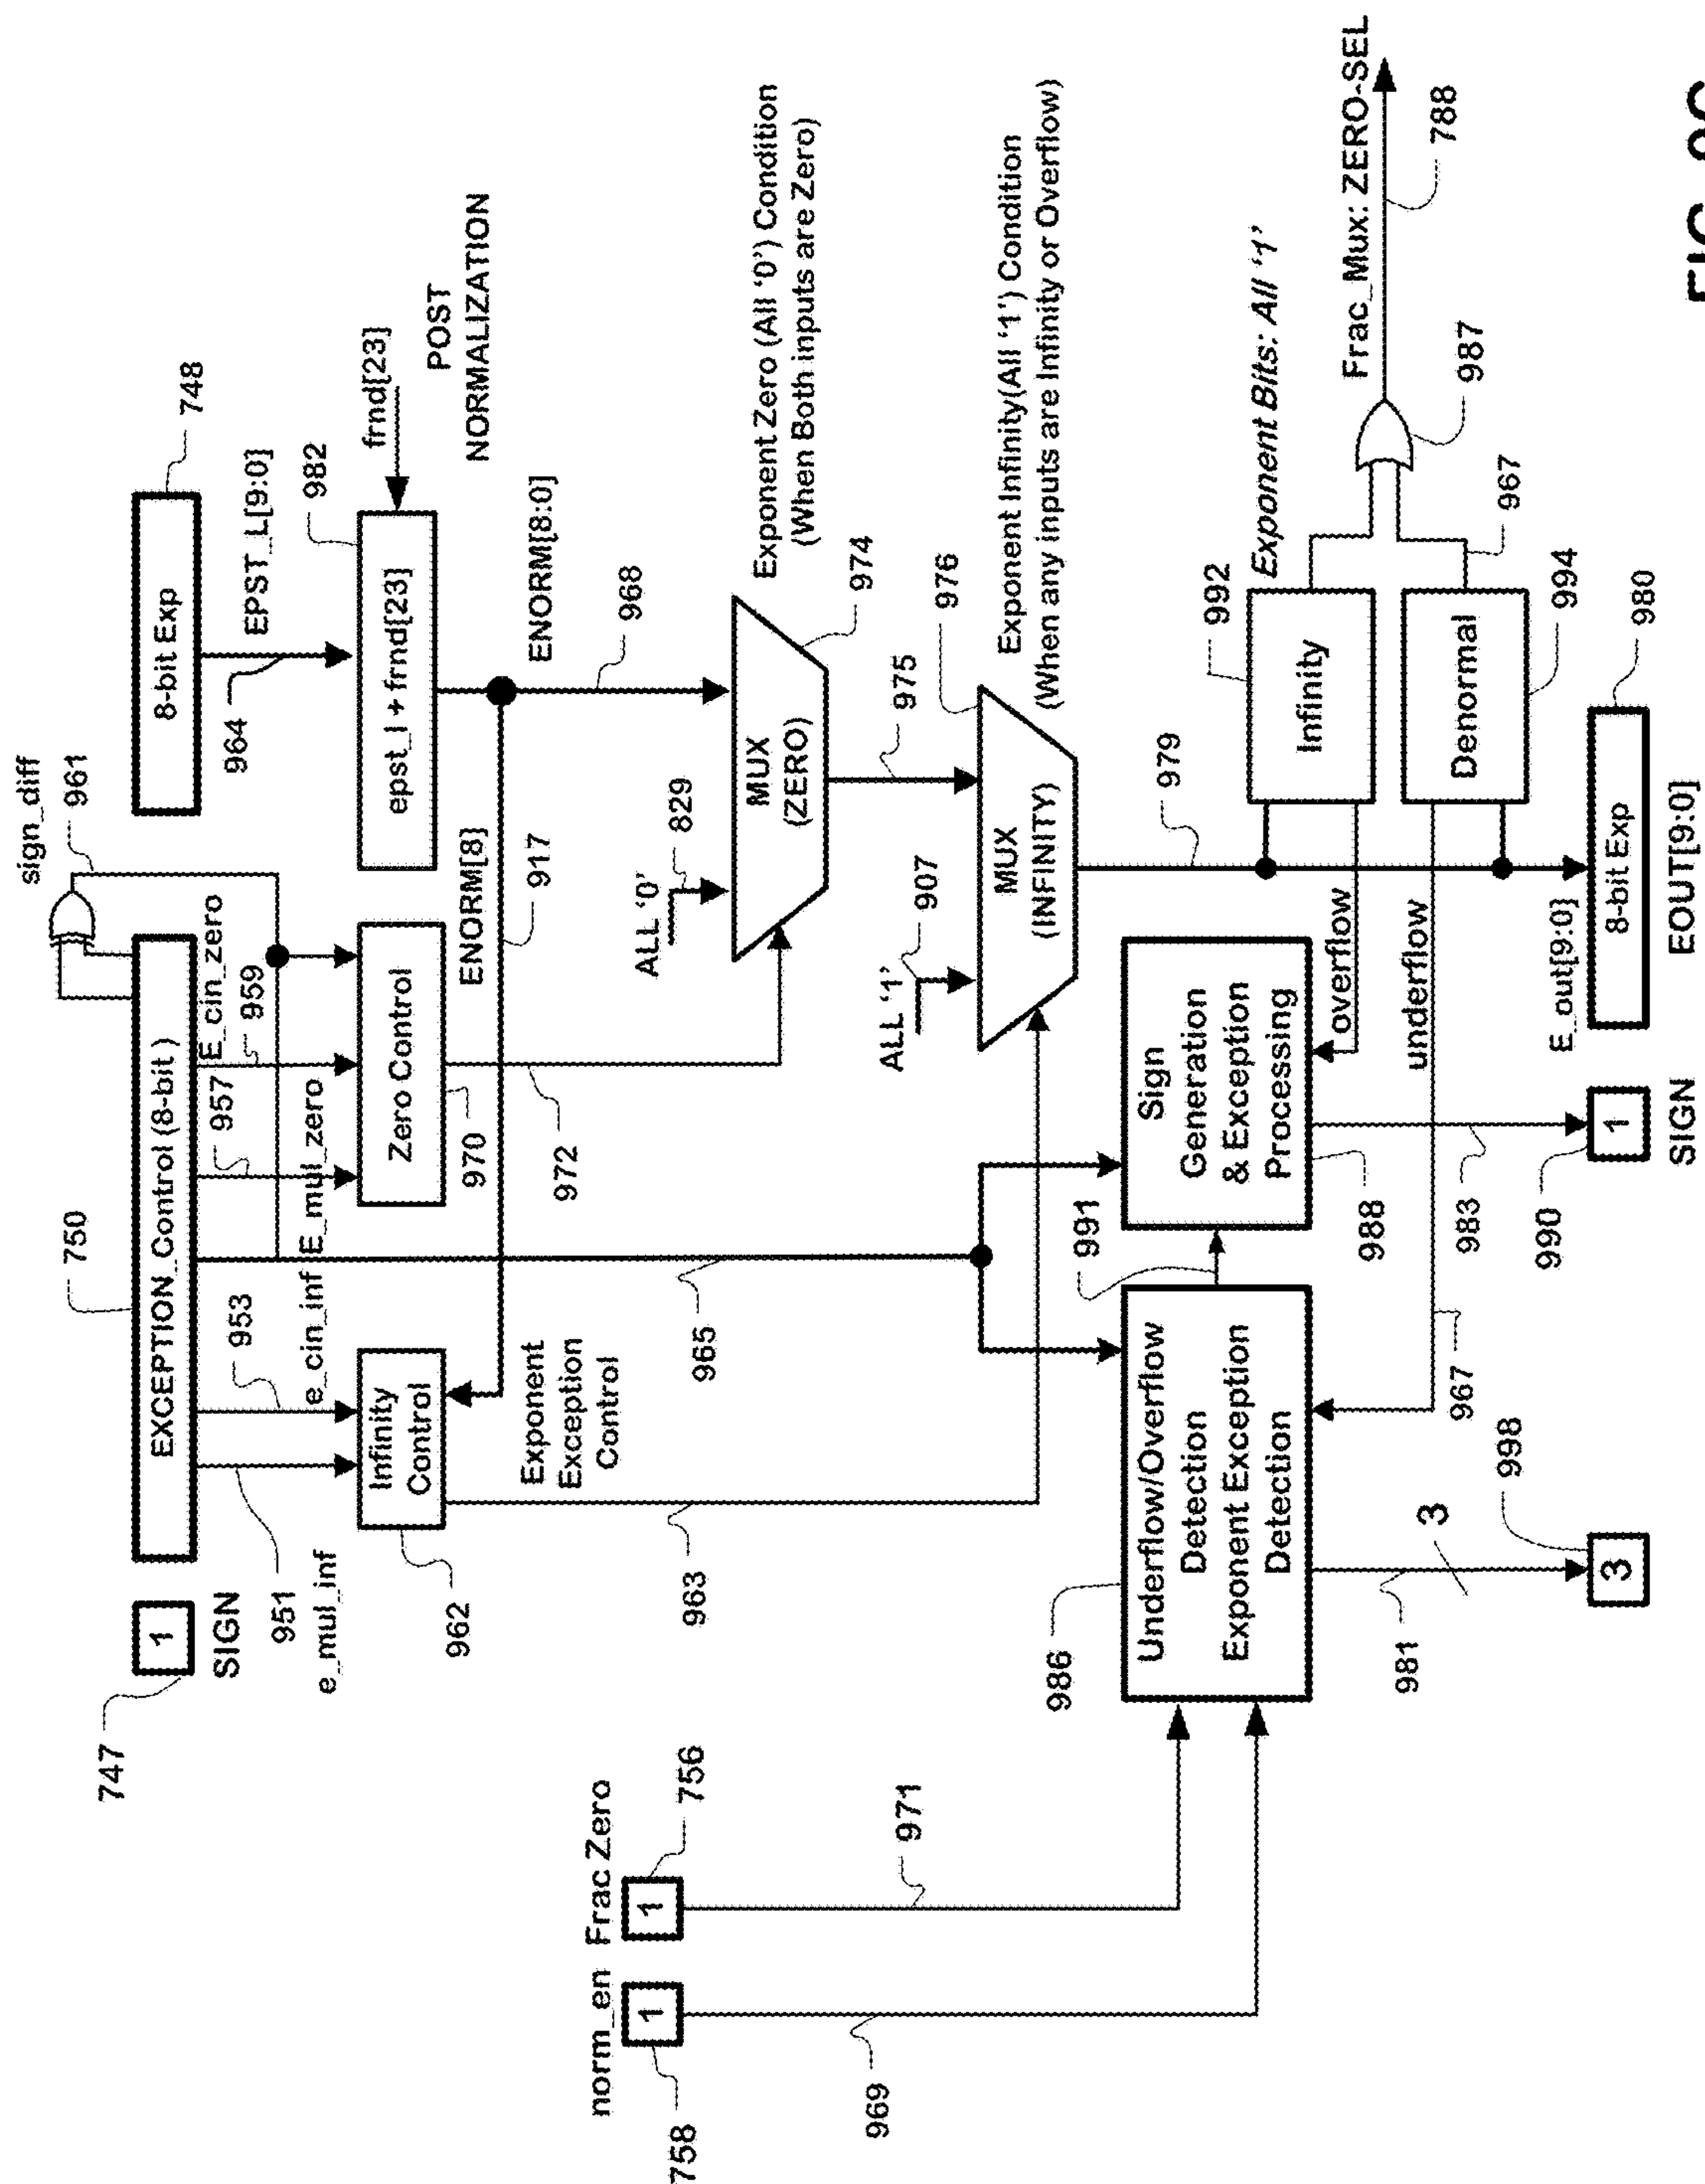 747
1
SIGN
750
EXCEPTION_Control (8-bit)
sign_diff
961
748
8-bit Exp
964
EPST_L[9:0]
951
e_mul_inf
953
e_cin_inf
957
E_mul_zero
959
E_cin_zero
982
epst_l + frnd[23]
frnd[23]
POST
NORMALIZATION
962
Infinity
Control
Zero Control
970
972
ENORM[8]
917
ENORM[8:0]
968
Exponent
Exception
Control
963
965
ALL '0'
829
MUX
(ZERO)
974
Exponent Zero (All '0') Condition
(When Both inputs are Zero)
975
ALL '1'
907
MUX
(INFINITY)
976
Exponent Infinity(All '1') Condition
(When any inputs are Infinity or Overflow)
979
norm_en
1
758
969
Frac Zero
1
756
971
986
Underflow/Overflow
Detection
Exponent Exception
Detection
991
Sign
Generation
& Exception
Processing
988
overflow
underflow
992
Infinity
Exponent Bits: All '1'
Denormal
994
967
987
Frac_Mux: ZERO-SEL
788
967
981
3
3
998
983
990
1
SIGN
E_out[9:0]
8-bit Exp
980
EOUT[9:0]